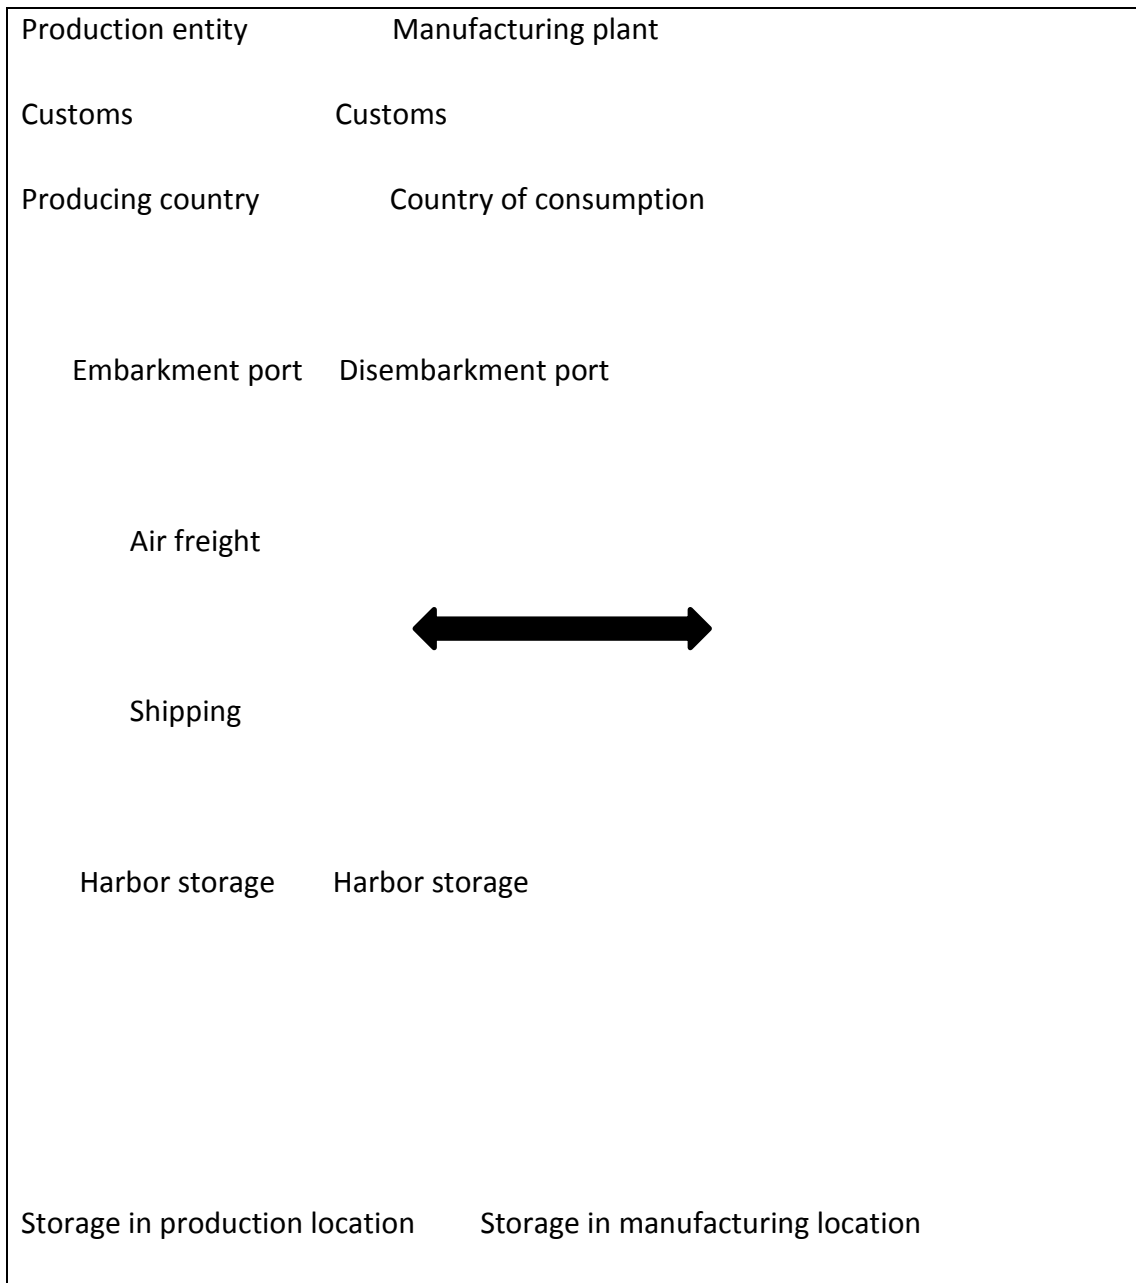 Production entity Manufacturing plant
Customs Customs
Producing country Country of consumption
Embarkment port Disembarkment port
Air freight
Shipping
Harbor storage Harbor storage
Storage in production location Storage in manufacturing location